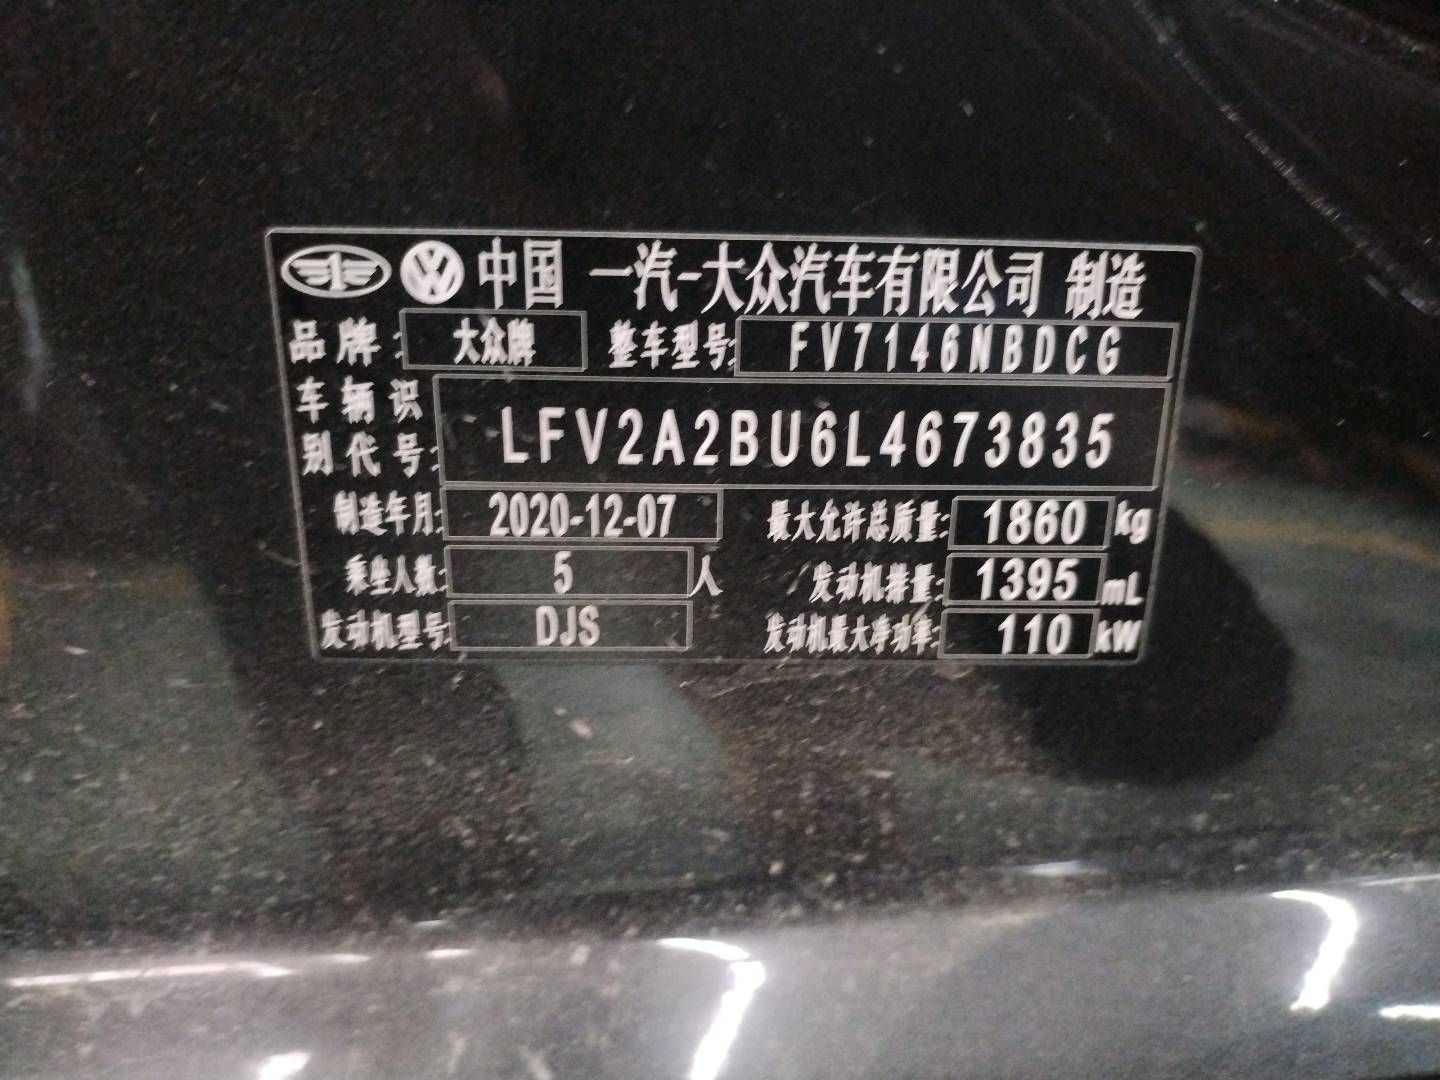 中国 一汽-大众汽车有限公司 制造
品牌: 大众牌 整车型号: FV7146NBDCG
车辆识别代号: LFV2A2BU6L4673835
制造年月: 2020-12-07 最大允许总质量: 1860 kg
乘坐人数: 5 人 发动机排量: 1395 mL
发动机型号: DJS 发动机最大净功率: 110 kW